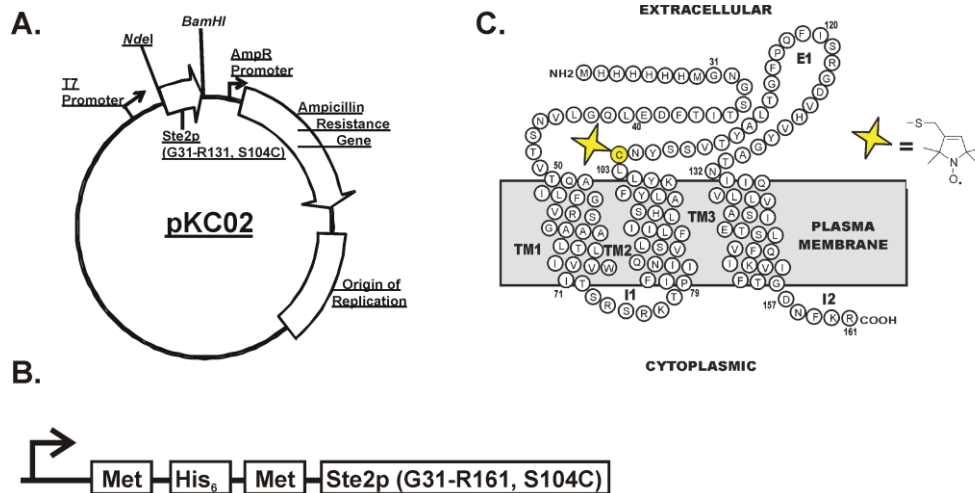 A.
NdeI
BamHI
T7 Promoter
AmpR Promoter
Ste2p (G31-R131, S104C)
Ampicillin Resistance Gene
pKC02
Origin of Replication
B.
Met His6 Met Ste2p (G31-R161, S104C)
C.
EXTRACELLULAR
NH2 M H H H H H H M G N
31
G
S
T I T F D E L Q G L V N S
40
T
V
50
E1
120
C N Y S S V T Y A L T G F P Q F I S R G D V H V Y G A T N
103
132
T Q A
I L F G
V R S
G A A A
L T L
I V V W
I T
TM1
L L Y K
F Y L A
S H L
L I I F
L S V
Q N I I
F I P
TM2
I I Q
V L L V
A S I
E T S L
V F Q
I K V I
F T G
TM3
PLASMA MEMBRANE
71
S R S R K T
I1
79
157
D N F K R COOH
I2
161
CYTOPLASMIC
=
S
N
O•